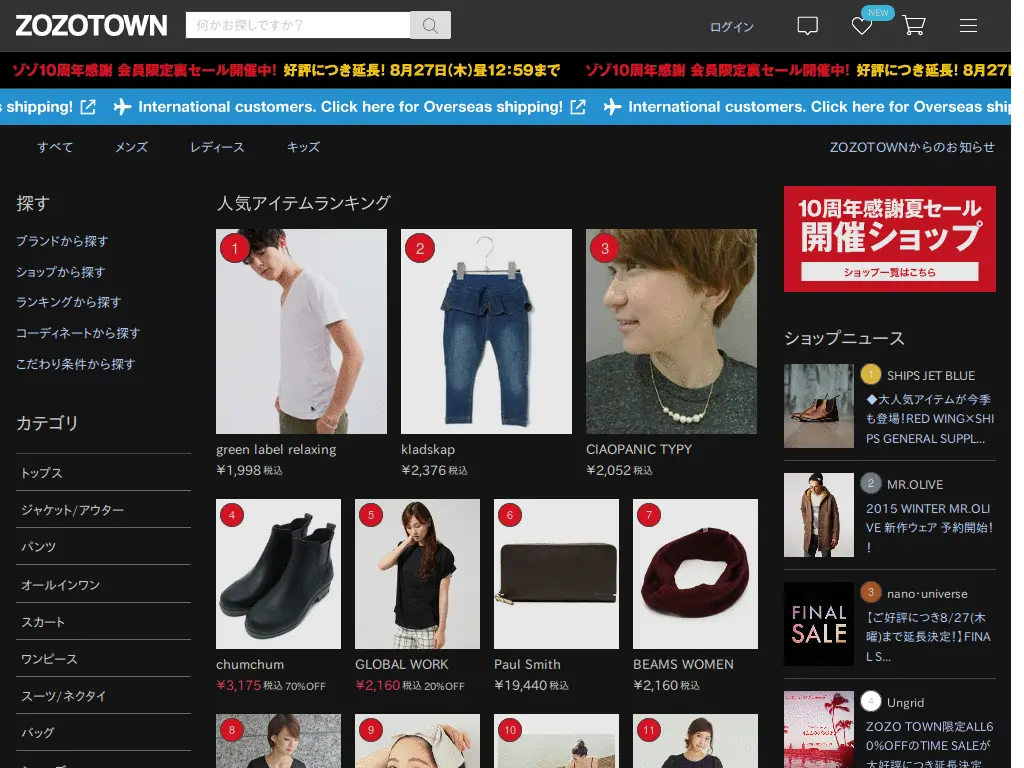 ZOZOTOWN
何かお探しですか？
ログイン
NEW
ゾゾ10周年感謝 会員限定裏セール開催中! 好評につき延長! 8月27日(木)昼12:59まで
ゾゾ10周年感謝 会員限定裏セール開催中! 好評につき延長! 8月27
s shipping!
International customers. Click here for Overseas shipping!
International customers. Click here for Overseas ship
すべて
メンズ
レディース
キッズ
ZOZOTOWNからのお知らせ
探す
ブランドから探す
ショップから探す
ランキングから探す
コーディネートから探す
こだわり条件から探す
カテゴリ
トップス
ジャケット/アウター
パンツ
オールインワン
スカート
ワンピース
スーツ/ネクタイ
バッグ
人気アイテムランキング
1
green label relaxing
¥1,998 税込
2
kladskap
¥2,376 税込
3
CIAOPANIC TYPY
¥2,052 税込
4
chumchum
¥3,175 税込 70%OFF
5
GLOBAL WORK
¥2,160 税込 20%OFF
6
Paul Smith
¥19,440 税込
7
BEAMS WOMEN
¥2,160 税込
8
9
10
11
10周年感謝夏セール
開催ショップ
ショップ一覧はこちら
ショップニュース
1 SHIPS JET BLUE
◆大人気アイテムが今季
も登場!RED WING×SHI
PS GENERAL SUPPL...
2 MR.OLIVE
2015 WINTER MR.OLI
VE 新作ウェア 予約開始!
!
FINAL
SALE
3 nano・universe
【ご好評につき8/27(木
曜)まで延長決定!】FINA
L S...
4 Ungrid
ZOZO TOWN限定ALL6
0%OFFのTIME SALEが
大好評につき延長決定